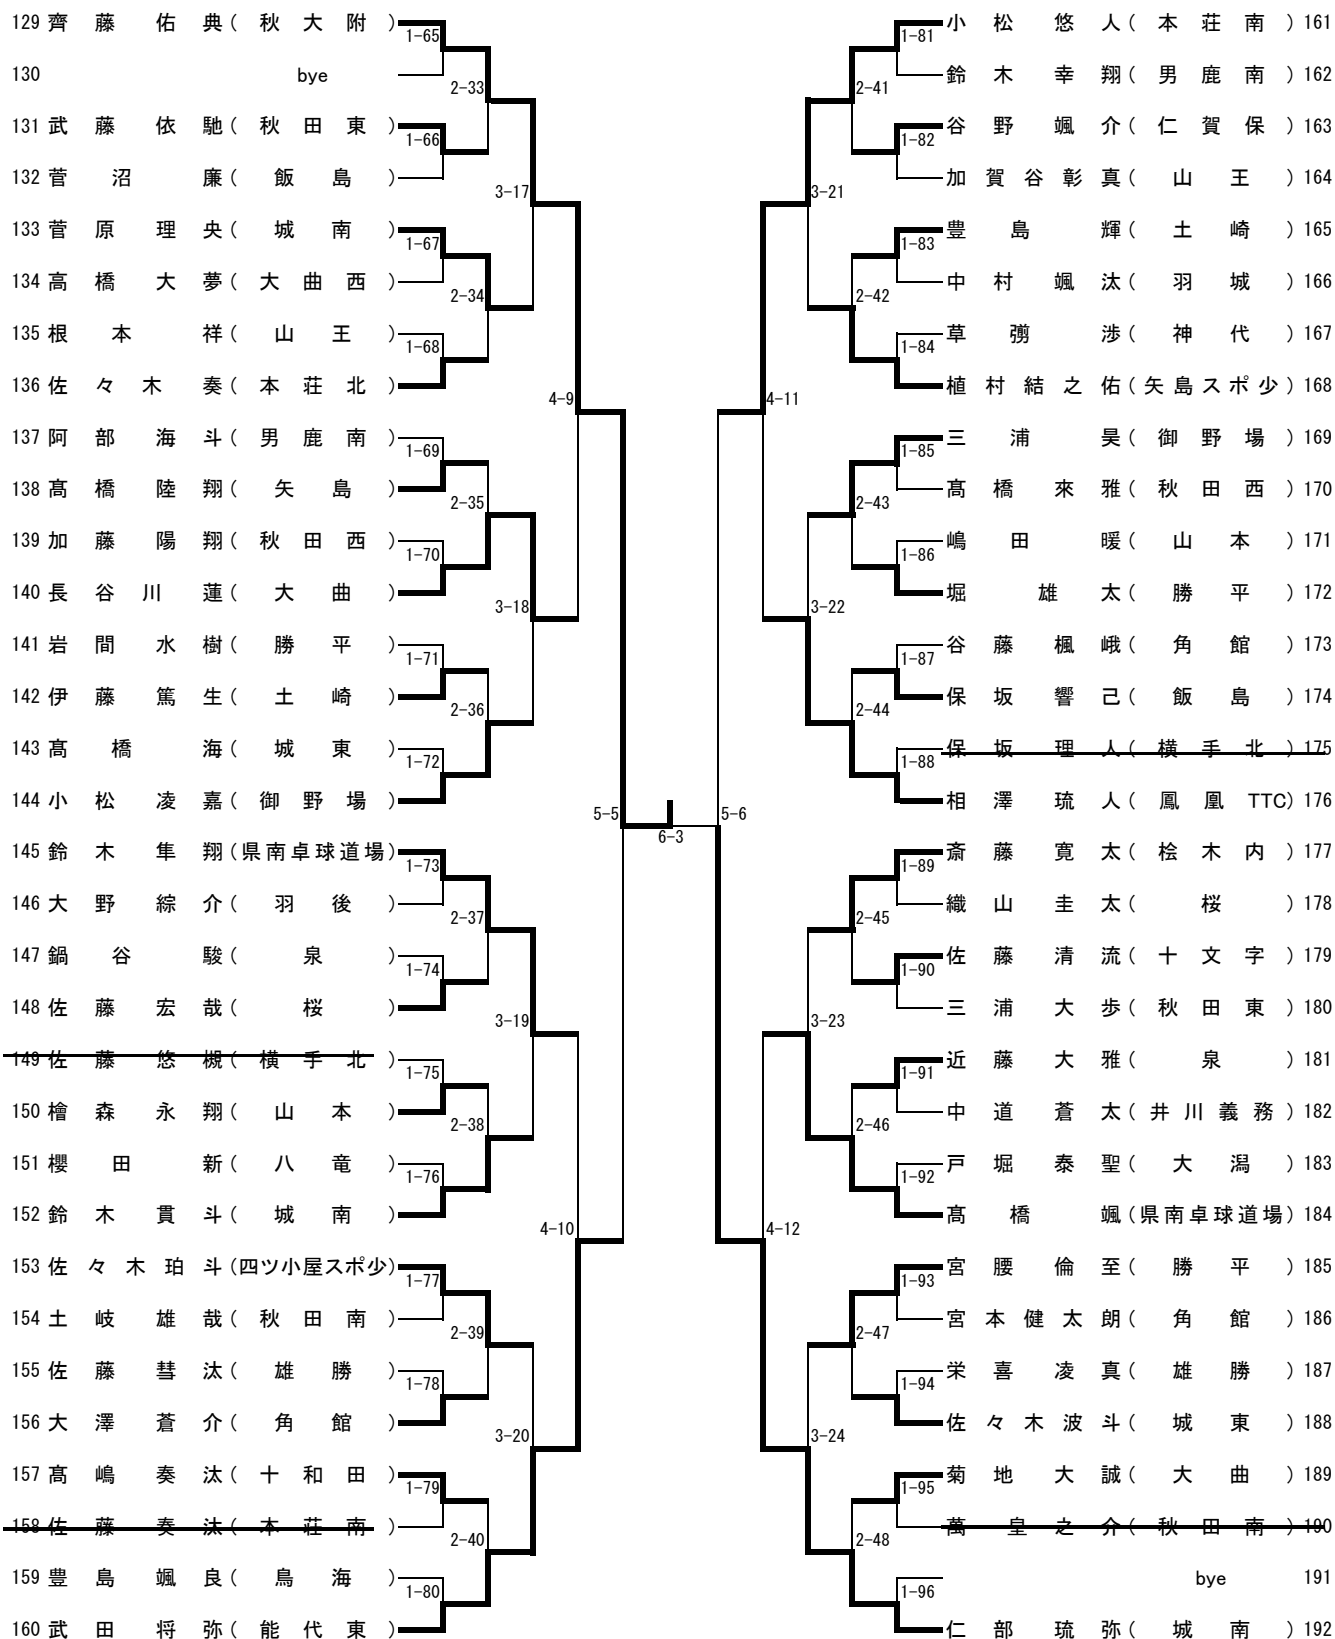 129 齊藤佑典(秋大附)
1-65
130 bye
2-33
131 武藤依馳(秋田東)
1-66
132 菅沼廉(飯島)
3-17
133 菅原理央(城南)
1-67
134 高橋大夢(大曲西)
2-34
135 根本祥(山王)
1-68
136 佐々木奏(本荘北)
4-9
137 阿部海斗(男鹿南)
1-69
138 髙橋陸翔(矢島)
2-35
139 加藤陽翔(秋田西)
1-70
140 長谷川蓮(大曲)
3-18
141 岩間水樹(勝平)
1-71
142 伊藤篤生(土崎)
2-36
143 髙橋海(城東)
1-72
144 小松凌嘉(御野場)
5-5
145 鈴木隼翔(県南卓球道場)
1-73
146 大野綜介(羽後)
2-37
147 鍋谷駿(泉)
1-74
148 佐藤宏哉(桜)
3-19
149 佐藤悠槻(横手北)
1-75
150 檜森永翔(山本)
2-38
151 櫻田新(八竜)
1-76
152 鈴木貫斗(城南)
4-10
153 佐々木珀斗(四ツ小屋スポ少)
1-77
154 土岐雄哉(秋田南)
2-39
155 佐藤彗汰(雄勝)
1-78
156 大澤蒼介(角館)
3-20
157 髙嶋奏汰(十和田)
1-79
158 佐藤奏汰(本荘南)
2-40
159 豊島颯良(鳥海)
1-80
160 武田将弥(能代東)
6-3
小松悠人(本荘南) 161
1-81
鈴木幸翔(男鹿南) 162
2-41
谷野颯介(仁賀保) 163
1-82
加賀谷彰真(山王) 164
3-21
豊島輝(土崎) 165
1-83
中村颯汰(羽城) 166
2-42
草彅渉(神代) 167
1-84
植村結之佑(矢島スポ少) 168
4-11
三浦昊(御野場) 169
1-85
髙橋來雅(秋田西) 170
2-43
嶋田暖(山本) 171
1-86
堀雄太(勝平) 172
3-22
谷藤楓峨(角館) 173
1-87
保坂響己(飯島) 174
2-44
保坂理人(横手北) 175
1-88
相澤琉人(鳳凰TTC) 176
5-6
斎藤寛太(桧木内) 177
1-89
織山圭太(桜) 178
2-45
佐藤清流(十文字) 179
1-90
三浦大歩(秋田東) 180
3-23
近藤大雅(泉) 181
1-91
中道蒼太(井川義務) 182
2-46
戸堀泰聖(大潟) 183
1-92
髙橋颯(県南卓球道場) 184
4-12
宮腰倫至(勝平) 185
1-93
宮本健太朗(角館) 186
2-47
栄喜凌真(雄勝) 187
1-94
佐々木波斗(城東) 188
3-24
菊地大誠(大曲) 189
1-95
萬皇之介(秋田南) 190
2-48
bye 191
1-96
仁部琉弥(城南) 192